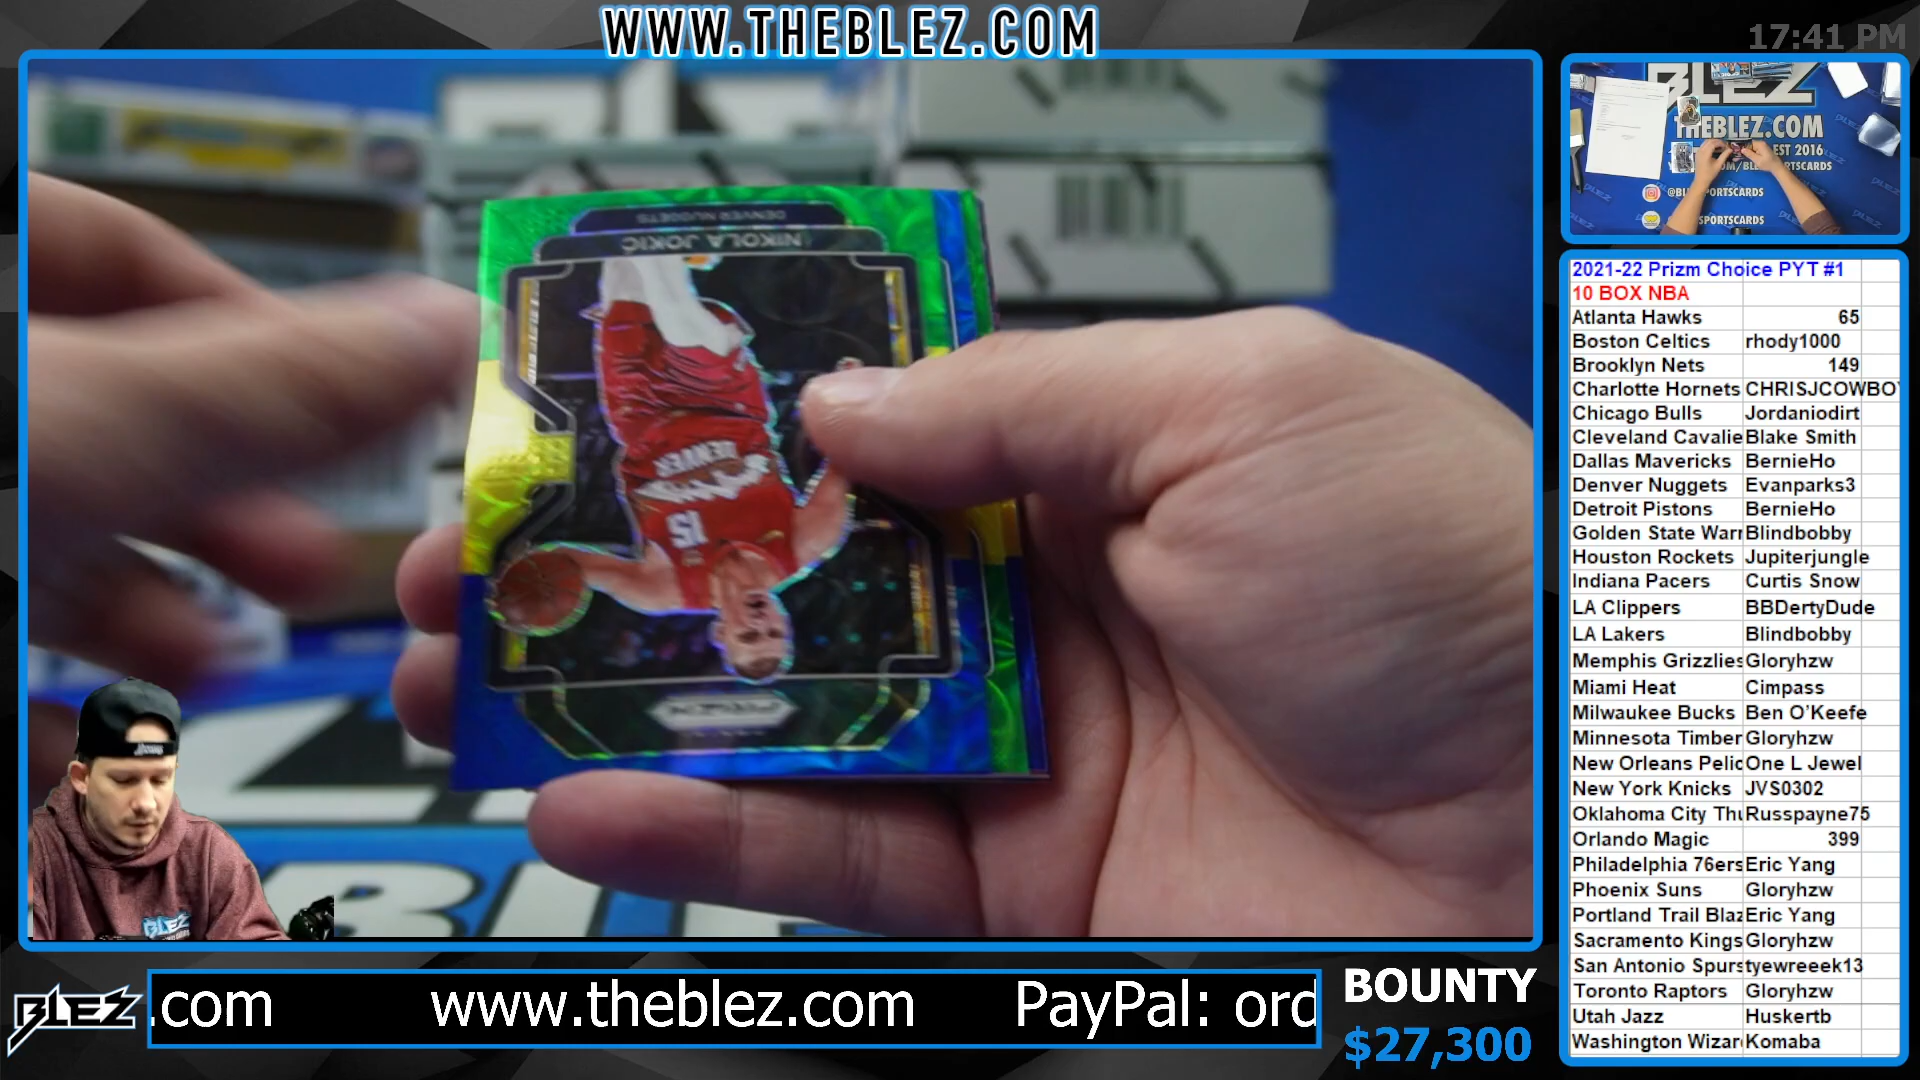 WWW.THEBLEZ.COM
17:41 PM
DENVER NUGGETS
NIKOLA JOKIĆ
DENVER
15
PRIZM
BLEZ
BLEZ
THEBLEZ.COM
EST 2016
PORTSCARDS
SPORTSCARDS
2021-22 Prizm Choice PYT #1
10 BOX NBA
Atlanta Hawks 65
Boston Celtics rhody1000
Brooklyn Nets 149
Charlotte Hornets CHRISJCOWBOY
Chicago Bulls Jordaniodirt
Cleveland Cavalie Blake Smith
Dallas Mavericks BernieHo
Denver Nuggets Evanparks3
Detroit Pistons BernieHo
Golden State Warr Blindbobby
Houston Rockets Jupiterjungle
Indiana Pacers Curtis Snow
LA Clippers BBDertyDude
LA Lakers Blindbobby
Memphis Grizzlies Gloryhzw
Miami Heat Cimpass
Milwaukee Bucks Ben O'Keefe
Minnesota Timber Gloryhzw
New Orleans Pelic One L Jewel
New York Knicks JVS0302
Oklahoma City Thu Russpayne75
Orlando Magic 399
Philadelphia 76ers Eric Yang
Phoenix Suns Gloryhzw
Portland Trail Blaz Eric Yang
Sacramento Kings Gloryhzw
San Antonio Spurs tyewreeek13
Toronto Raptors Gloryhzw
Utah Jazz Huskertb
Washington Wizar Komaba
BLEZ
.com www.theblez.com PayPal: ord
BOUNTY
$27,300